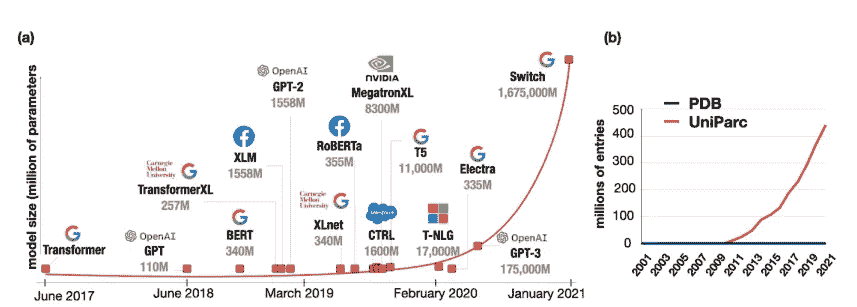 (a)
model size (million of parameters
Transformer
OpenAI
GPT
110M
Carnegie
Mellon
University
TransformerXL
257M
BERT
340M
XLM
1558M
OpenAI
GPT-2
1558M
Carnegie
Mellon
University
XLnet
340M
RoBERTa
355M
NVIDIA
MegatronXL
8300M
CTRL
1600M
T5
11,000M
T-NLG
17,000M
Electra
335M
OpenAI
GPT-3
175,000M
Switch
1,675,000M
June 2017
June 2018
March 2019
February 2020
January 2021
(b)
PDB
UniParc
millions of entries
500
400
300
200
100
0
2001
2003
2005
2007
2009
2011
2013
2015
2017
2019
2021